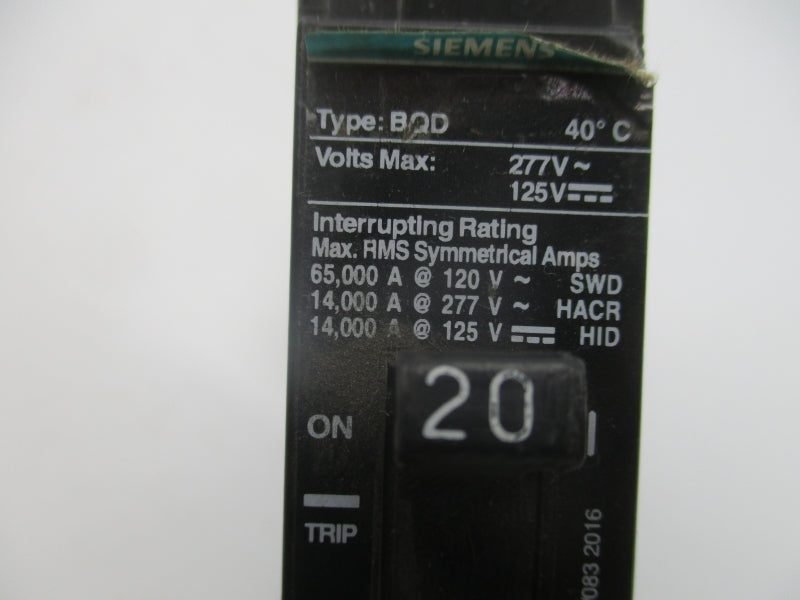 SIEMENS
Type: BQD 40° C
Volts Max: 277V ~
125V
Interrupting Rating
Max. RMS Symmetrical Amps
65,000 A @ 120 V ~ SWD
14,000 A @ 277 V ~ HACR
14,000 A @ 125 V HID
20
ON
TRIP
083 2016